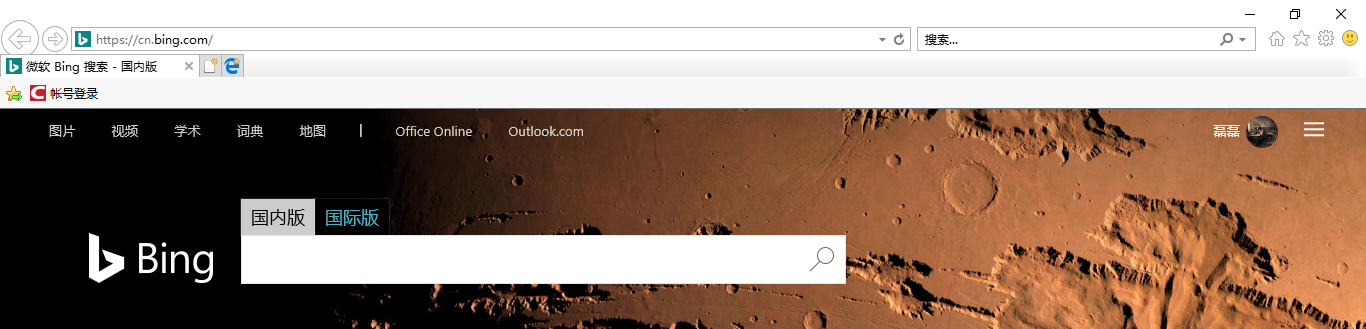 https://cn.bing.com/
搜索...
微软 Bing 搜索 - 国内版
帐号登录
图片 视频 学术 词典 地图 | Office Online Outlook.com 磊磊
国内版 国际版
Bing